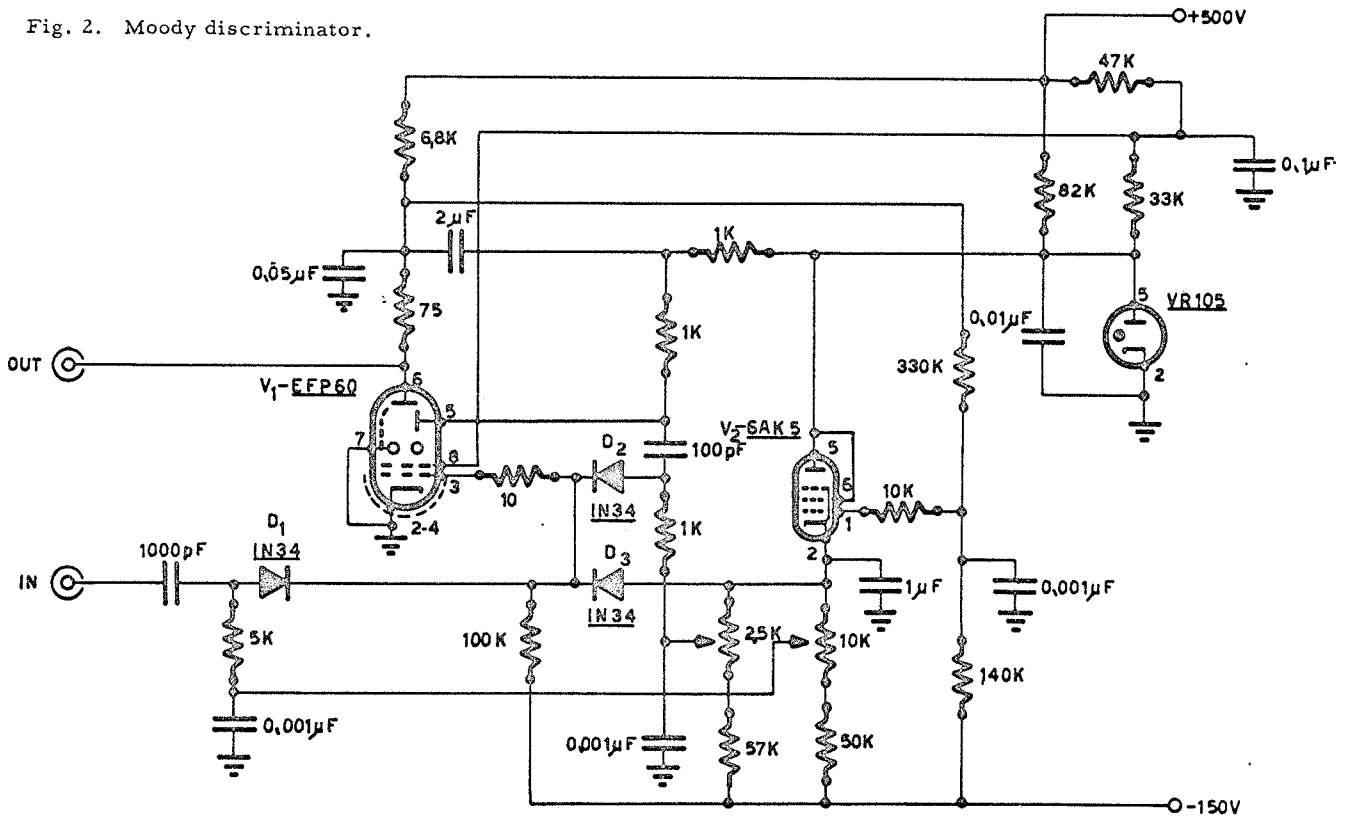 Fig. 2. Moody discriminator.
+500V
47K
6,8K
82K
33K
0,1µF
2µF
1K
0,05µF
75
1K
0,01µF
5
VR105
2
330K
OUT
V1-EFP60
6
5
7
8
3
2-4
10
D2
IN34
100pF
V2-6AK5
5
6
1
2
10K
1K
D1
IN34
1000pF
IN
D3
IN34
1µF
0,001µF
5K
100K
2,5K
10K
140K
0,001µF
0,001µF
57K
50K
-150V